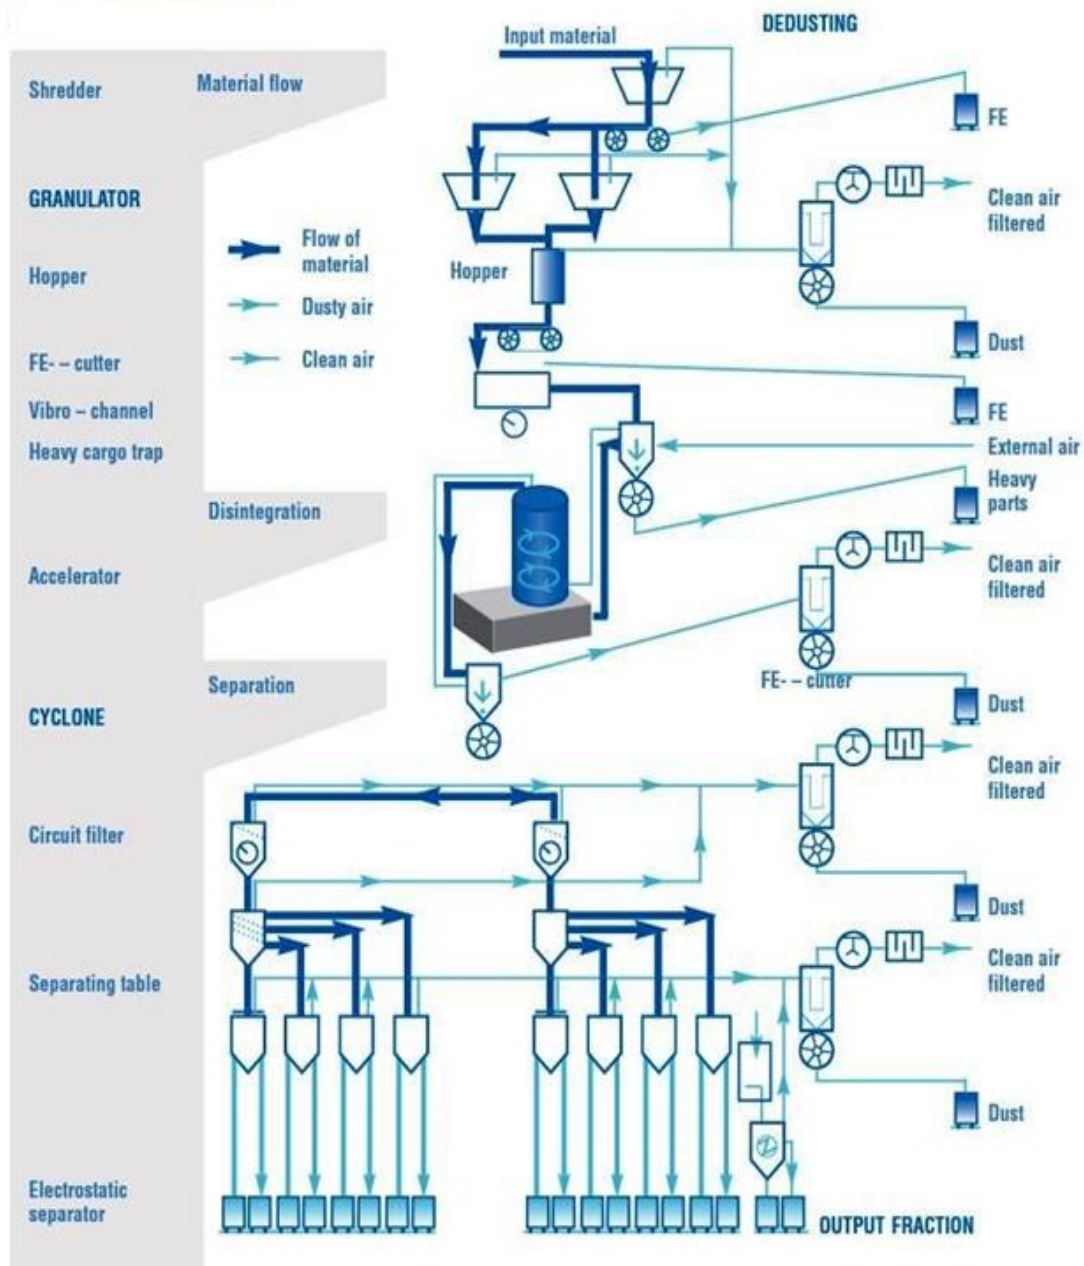 DEDUSTING
Input material
Shredder
Material flow
FE
GRANULATOR
Clean air
filtered
Flow of
material
Hopper
Hopper
Dusty air
Dust
Clean air
FE- – cutter
Vibro – channel
FE
Heavy cargo trap
External air
Heavy
parts
Disintegration
Clean air
filtered
Accelerator
Separation
FE- – cutter
Dust
CYCLONE
Clean air
filtered
Circuit filter
Dust
Clean air
filtered
Separating table
Dust
Electrostatic
separator
OUTPUT FRACTION